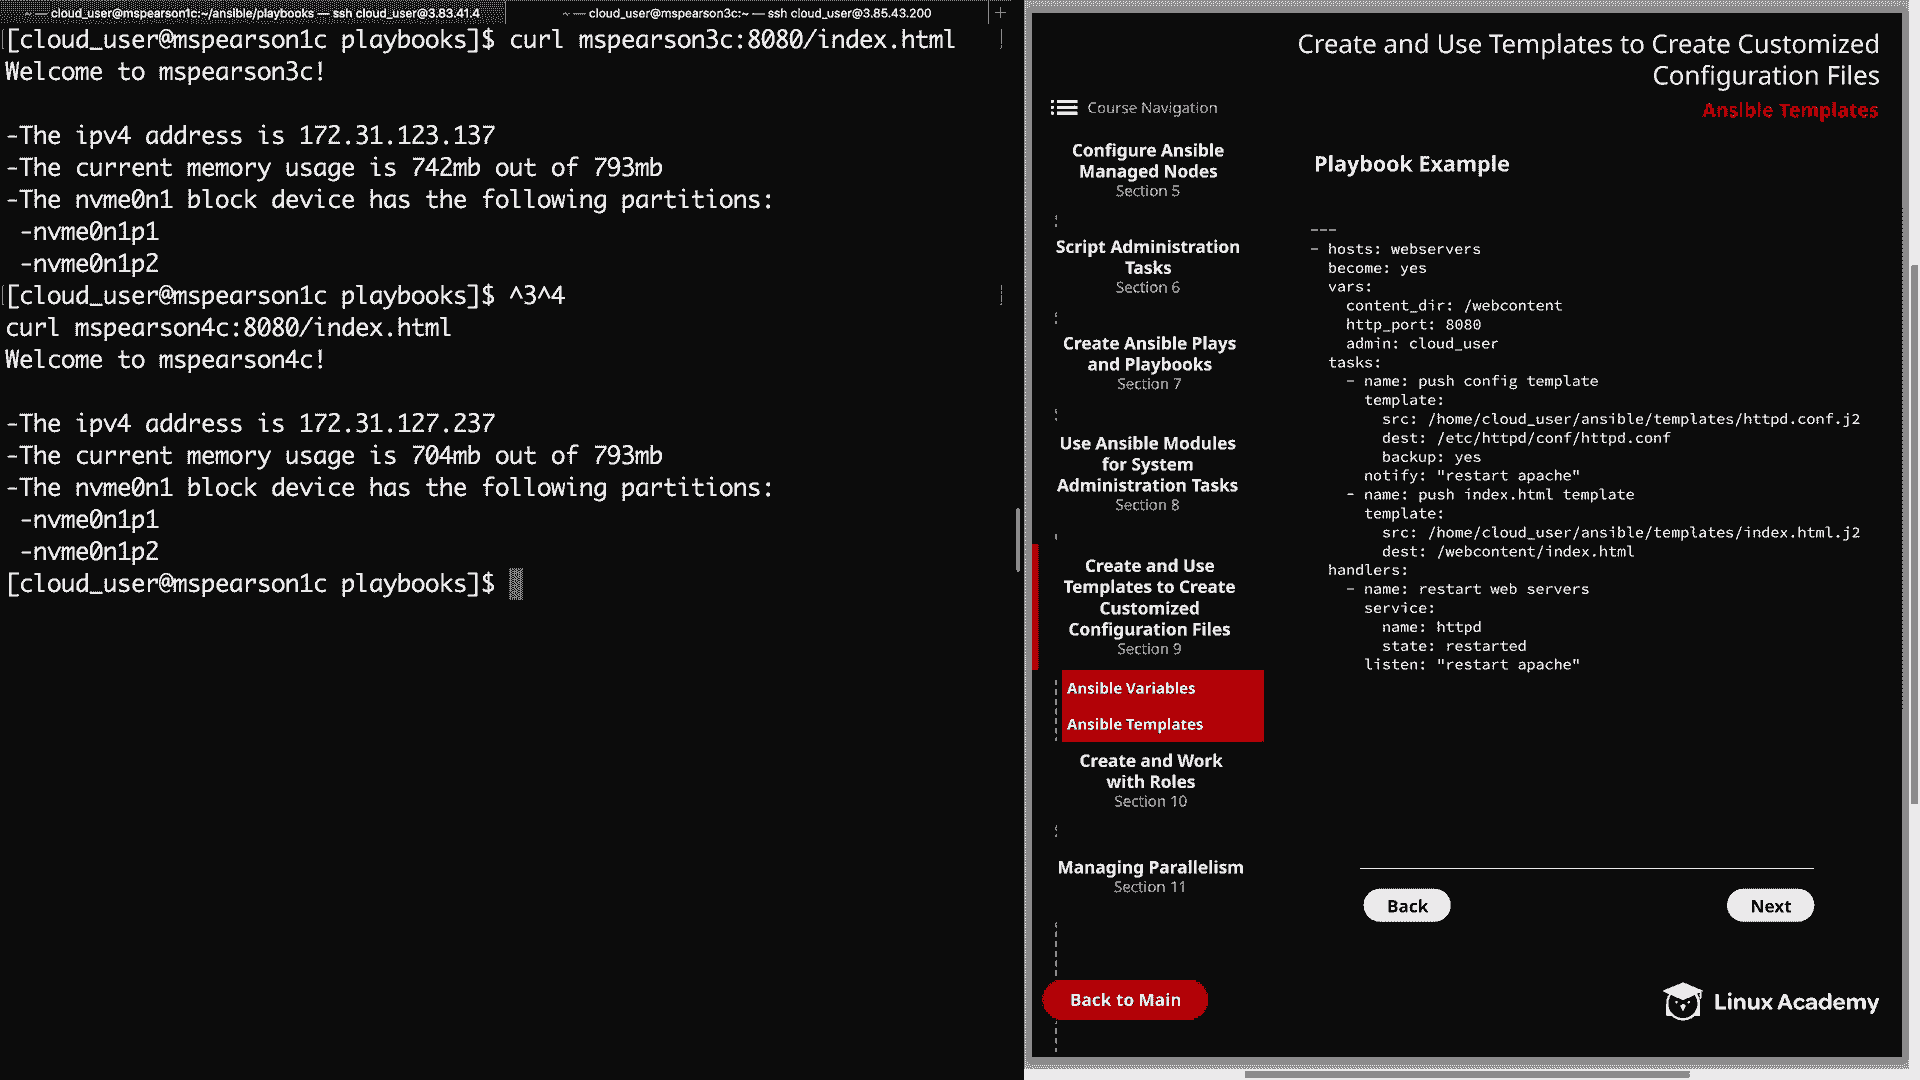 ~ — cloud_user@mspearson1c:~/ansible/playbooks — ssh cloud_user@3.83.41.4
~ — cloud_user@mspearson3c:~ — ssh cloud_user@3.85.43.200
+
[cloud_user@mspearson1c playbooks]$ curl mspearson3c:8080/index.html
Welcome to mspearson3c!
-The ipv4 address is 172.31.123.137
-The current memory usage is 742mb out of 793mb
-The nvme0n1 block device has the following partitions:
-nvme0n1p1
-nvme0n1p2
[cloud_user@mspearson1c playbooks]$ ^3^4
curl mspearson4c:8080/index.html
Welcome to mspearson4c!
-The ipv4 address is 172.31.127.237
-The current memory usage is 704mb out of 793mb
-The nvme0n1 block device has the following partitions:
-nvme0n1p1
-nvme0n1p2
[cloud_user@mspearson1c playbooks]$
Create and Use Templates to Create Customized
Configuration Files
Ansible Templates
Course Navigation
Configure Ansible
Managed Nodes
Section 5
Script Administration
Tasks
Section 6
Create Ansible Plays
and Playbooks
Section 7
Use Ansible Modules
for System
Administration Tasks
Section 8
Create and Use
Templates to Create
Customized
Configuration Files
Section 9
Ansible Variables
Ansible Templates
Create and Work
with Roles
Section 10
Managing Parallelism
Section 11
Back to Main
Playbook Example
---
- hosts: webservers
  become: yes
  vars:
    content_dir: /webcontent
    http_port: 8080
    admin: cloud_user
  tasks:
    - name: push config template
      template:
        src: /home/cloud_user/ansible/templates/httpd.conf.j2
        dest: /etc/httpd/conf/httpd.conf
        backup: yes
      notify: "restart apache"
    - name: push index.html template
      template:
        src: /home/cloud_user/ansible/templates/index.html.j2
        dest: /webcontent/index.html
  handlers:
    - name: restart web servers
      service:
        name: httpd
        state: restarted
      listen: "restart apache"
Back
Next
Linux Academy